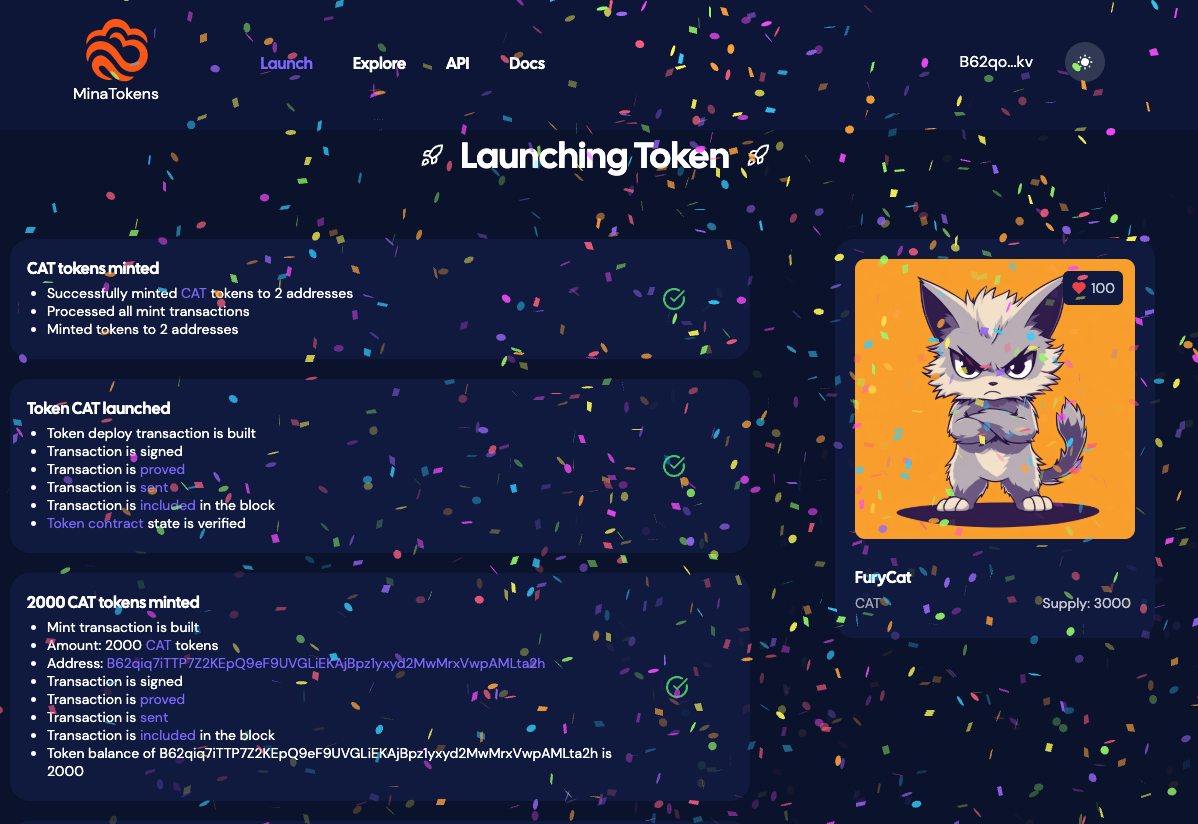 Launch
Explore
API
Docs
B62qo...kv
MinaTokens
Launching Token
CAT tokens minted
Successfully minted CAT tokens to 2 addresses
Processed all mint transactions
Minted tokens to 2 addresses
Token CAT launched
Token deploy transaction is built
Transaction is signed
Transaction is proved
Transaction is sent
Transaction is included in the block
Token contract state is verified
2000 CAT tokens minted
Mint transaction is built
Amount: 2000 CAT tokens
Address: B62qiq7iTTP7Z2KEpQ9eF9UVGLiEKAjBpz1yxyd2MwMrxVwpAMLta2h
Transaction is signed
Transaction is proved
Transaction is sent
Transaction is included in the block
Token balance of B62qiq7iTTP7Z2KEpQ9eF9UVGLiEKAjBpz1yxyd2MwMrxVwpAMLta2h is
2000
100
FuryCat
CAT
Supply: 3000